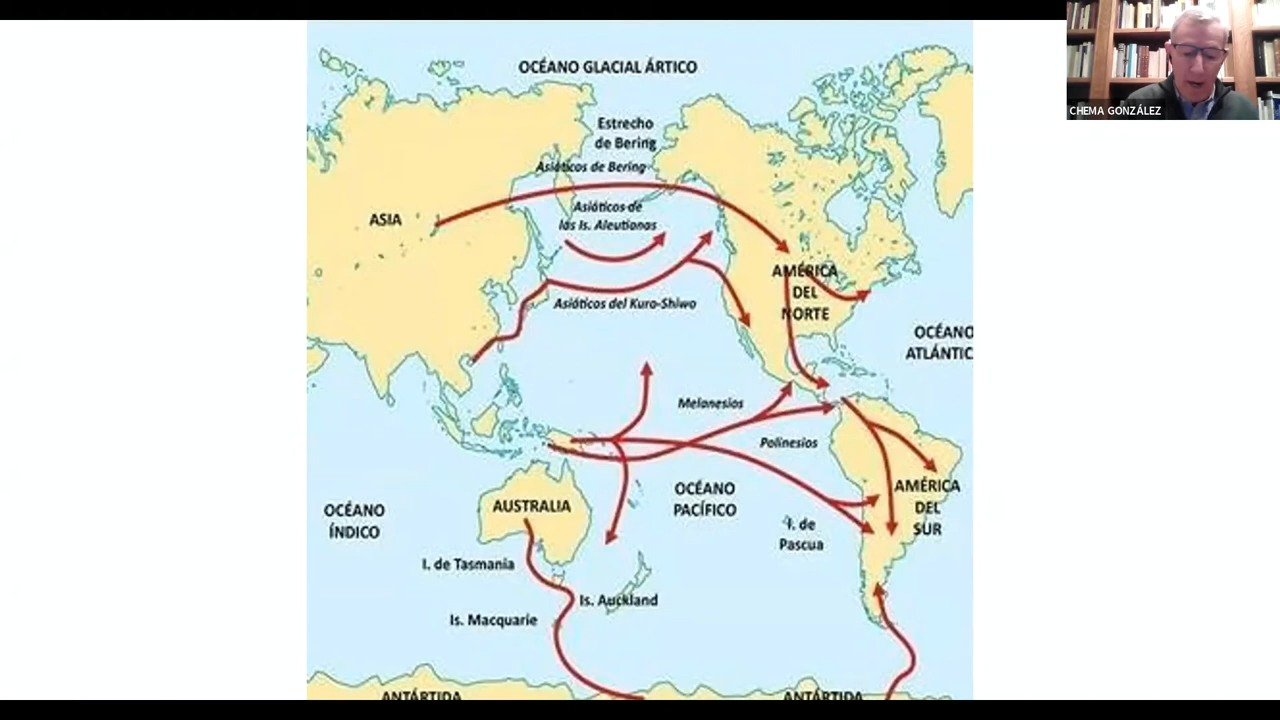 OCÉANO GLACIAL ÁRTICO
CHEMA GONZÁLEZ
Estrecho
de Bering
Asiáticos de Bering
ASIA
Asiáticos de
las Is. Aleutianas
AMÉRICA
DEL
NORTE
Asiáticos del Kuro-Shiwo
OCÉANO
ATLÁNTIC
Melanesios
Polinesios
AMÉRICA
DEL
SUR
OCÉANO
PACÍFICO
AUSTRALIA
OCÉANO
ÍNDICO
I. de
Pascua
I. de Tasmania
Is. Auckland
Is. Macquarie
ANTÁRTIDA
ANTÁRTIDA